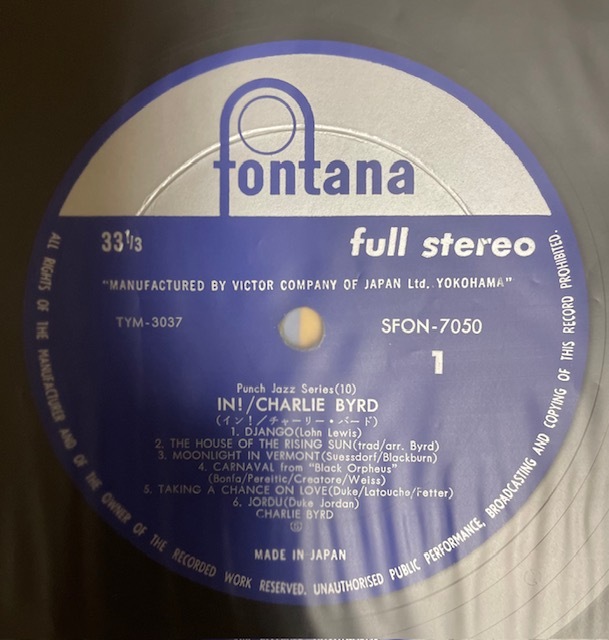 fontana
33 1/3
full stereo
"MANUFACTURED BY VICTOR COMPANY OF JAPAN Ltd. YOKOHAMA"
TYM-3037
SFON-7050
1
Punch Jazz Series(10)
IN!/CHARLIE BYRD
(イン!/チャーリー・バード)
1. DJANGO(Lohn Lewis)
2. THE HOUSE OF THE RISING SUN(trad/arr. Byrd)
3. MOONLIGHT IN VERMONT(Suessdorf/Blackburn)
4. CARNAVAL from "Black Orpheus"
(Bonfa/Pereitic/Creatore/Weiss)
5. TAKING A CHANCE ON LOVE(Duke/Latouche/Fetter)
6. JORDU(Duke Jordan)
CHARLIE BYRD
MADE IN JAPAN
ALL RIGHTS OF THE MANUFACTURER AND OF THE OWNER OF THE RECORDED WORK RESERVED. UNAUTHORISED PUBLIC PERFORMANCE, BROADCASTING AND COPYING OF THIS RECORD PROHIBITED.